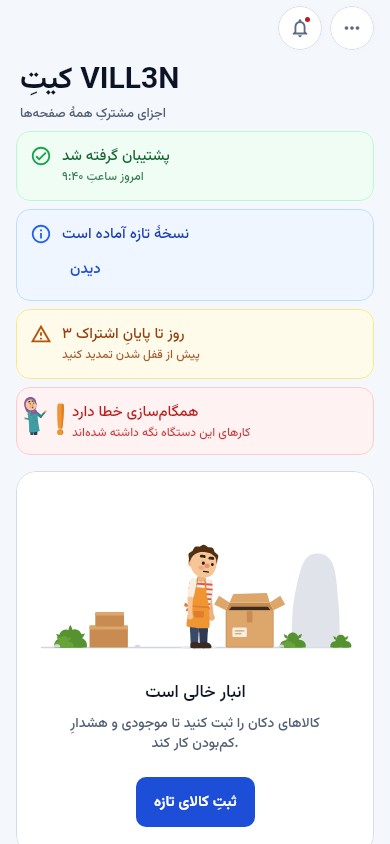 کیتِ VILL3N
اجزای مشترکِ همهٔ صفحه‌ها
پشتیبان گرفته شد
امروز ساعتِ ۹:۴۰
نسخهٔ تازه آماده است
دیدن
۳ روز تا پایانِ اشتراک
پیش از قفل شدن تمدید کنید
همگام‌سازی خطا دارد
کارهای این دستگاه نگه داشته شده‌اند
انبار خالی است
کالاهای دکان را ثبت کنید تا موجودی و هشدارِ
کم‌بودن کار کند.
ثبتِ کالای تازه